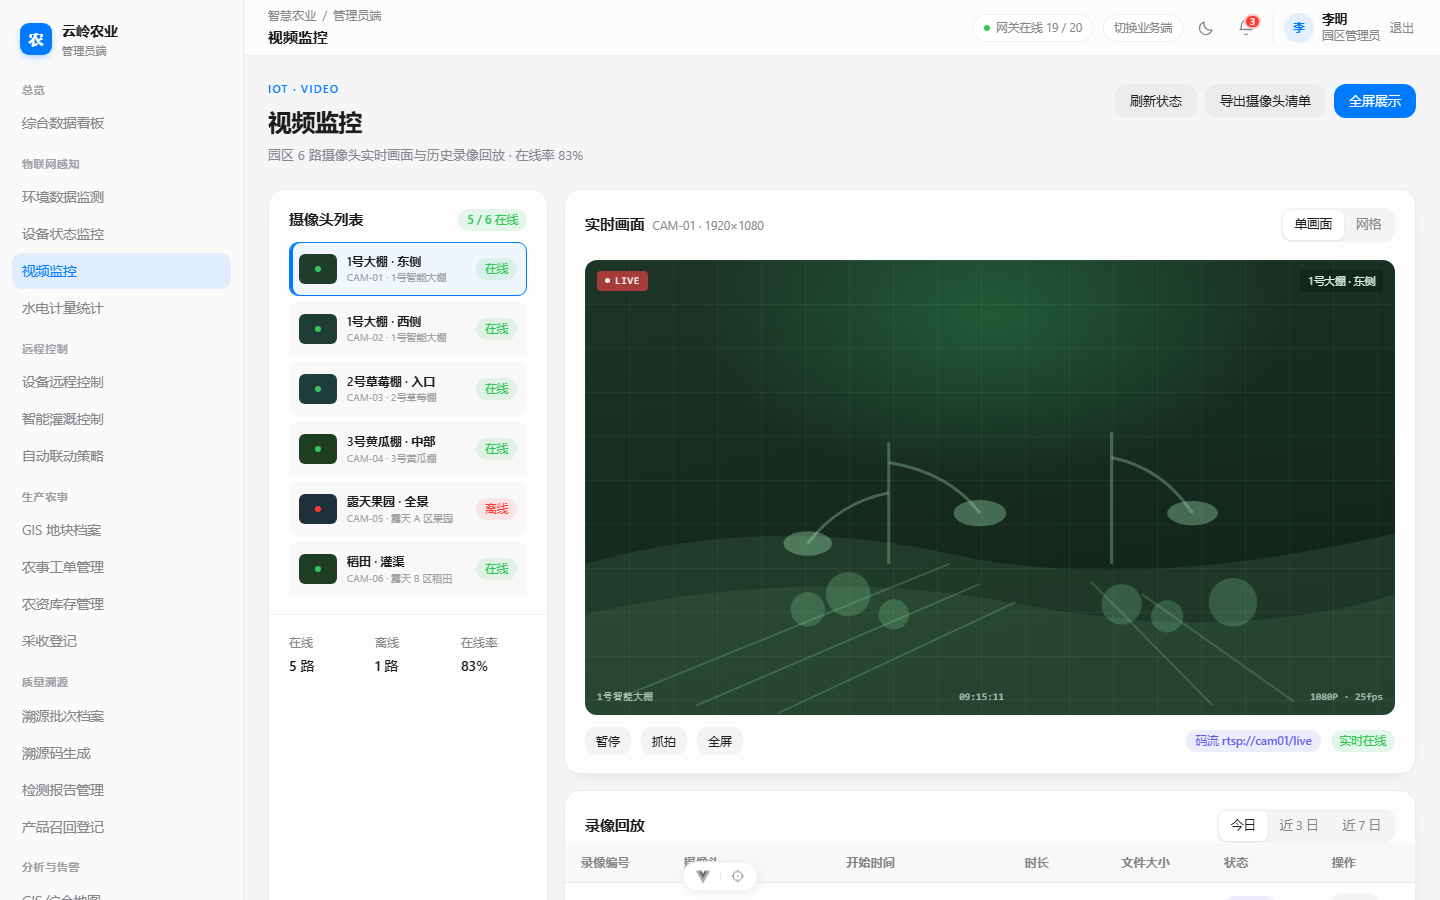 农
云岭农业
管理员端
总览
综合数据看板
物联网感知
环境数据监测
设备状态监控
视频监控
水电计量统计
远程控制
设备远程控制
智能灌溉控制
自动联动策略
生产农事
GIS 地块档案
农事工单管理
农资库存管理
采收登记
质量溯源
溯源批次档案
溯源码生成
检测报告管理
产品召回登记
分析与告警
智慧农业 / 管理员端
视频监控
网关在线 19 / 20
切换业务端
3
李
李明
园区管理员
退出
IOT · VIDEO
视频监控
园区 6 路摄像头实时画面与历史录像回放 · 在线率 83%
刷新状态
导出摄像头清单
全屏展示
摄像头列表
5 / 6 在线
1号大棚 · 东侧
CAM-01 · 1号智能大棚
在线
1号大棚 · 西侧
CAM-02 · 1号智能大棚
在线
2号草莓棚 · 入口
CAM-03 · 2号草莓棚
在线
3号黄瓜棚 · 中部
CAM-04 · 3号黄瓜棚
在线
露天果园 · 全景
CAM-05 · 露天 A 区果园
离线
稻田 · 灌渠
CAM-06 · 露天 B 区稻田
在线
在线
5 路
离线
1 路
在线率
83%
实时画面 CAM-01 · 1920×1080
单画面
网格
LIVE
1号大棚 · 东侧
1号智能大棚
09:15:11
1080P · 25fps
暂停
抓拍
全屏
码流 rtsp://cam01/live
实时在线
录像回放
今日
近 3 日
近 7 日
录像编号
开始时间
时长
文件大小
状态
操作